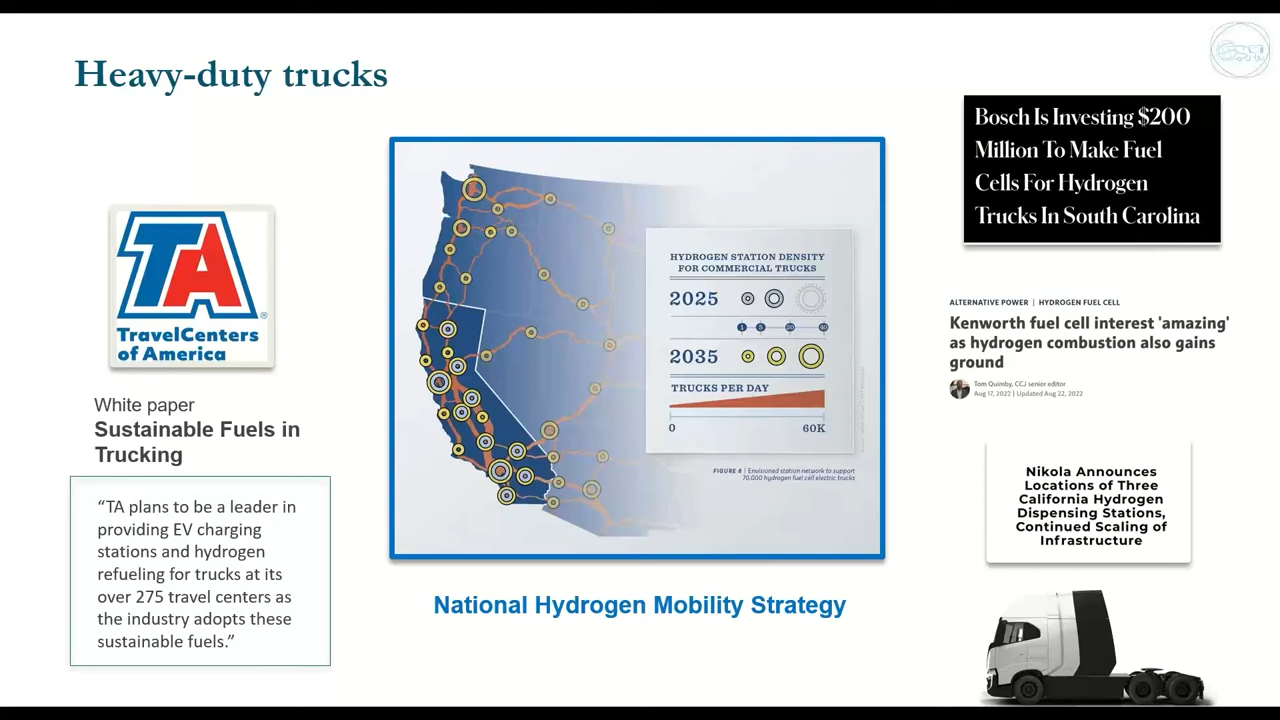 Heavy-duty trucks
TA
®
TravelCenters
of America
White paper
Sustainable Fuels in
Trucking
“TA plans to be a leader in
providing EV charging
stations and hydrogen
refueling for trucks at its
over 275 travel centers as
the industry adopts these
sustainable fuels.”
HYDROGEN STATION DENSITY
FOR COMMERCIAL TRUCKS
2025
1 5 20 40
2035
TRUCKS PER DAY
0 60K
FIGURE 8 | Envisioned station network to support
70,000 hydrogen fuel cell electric trucks
National Hydrogen Mobility Strategy
Bosch Is Investing $200
Million To Make Fuel
Cells For Hydrogen
Trucks In South Carolina
ALTERNATIVE POWER | HYDROGEN FUEL CELL
Kenworth fuel cell interest 'amazing'
as hydrogen combustion also gains
ground
Tom Quimby, CCJ senior editor
Aug 17, 2022 | Updated Aug 22, 2022
Nikola Announces
Locations of Three
California Hydrogen
Dispensing Stations,
Continued Scaling of
Infrastructure